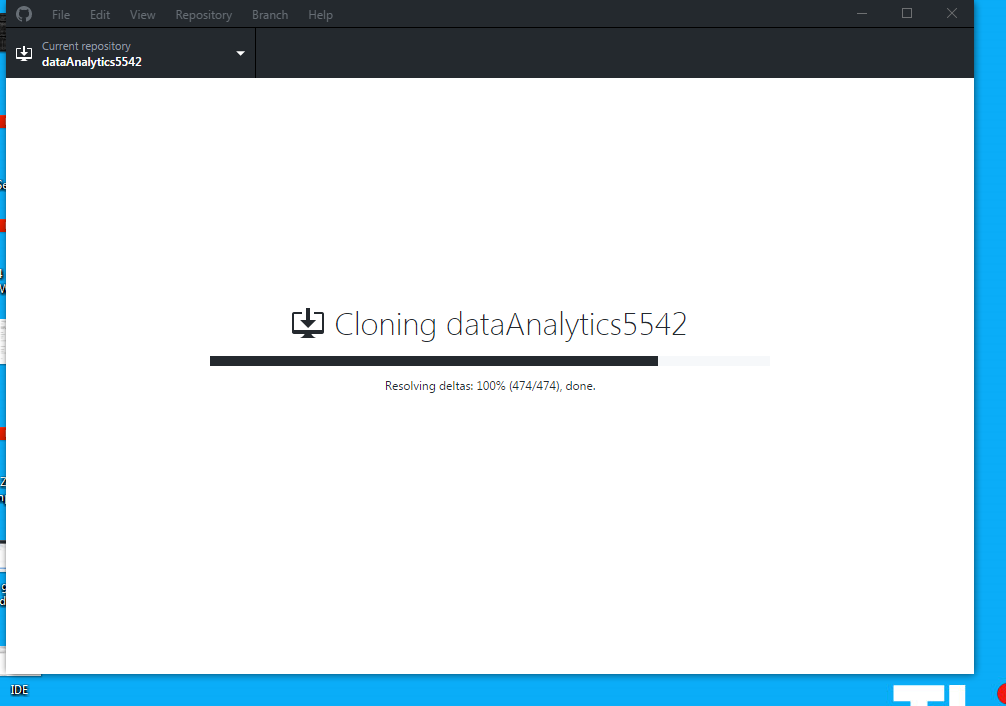 File Edit View Repository Branch Help
Current repository
dataAnalytics5542
Cloning dataAnalytics5542
Resolving deltas: 100% (474/474), done.
IDE